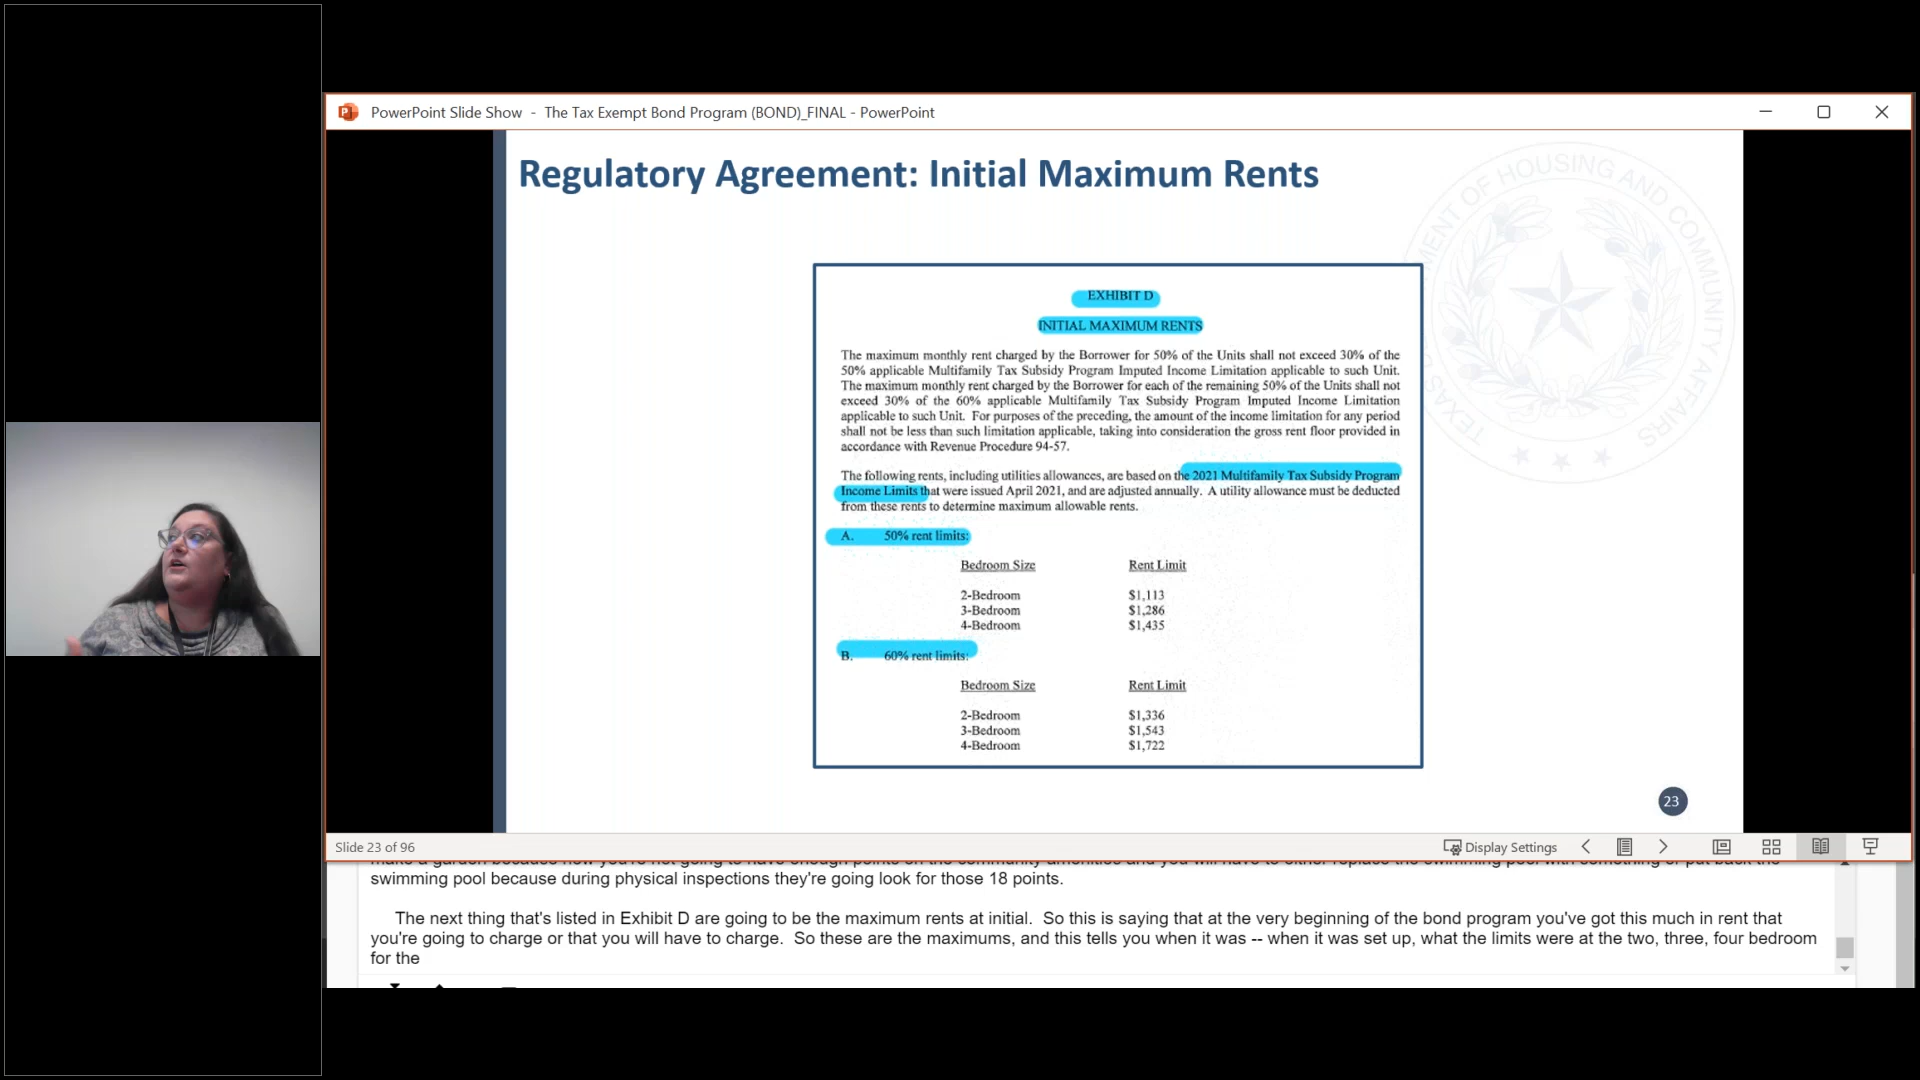 PowerPoint Slide Show - The Tax Exempt Bond Program (BOND)_FINAL - PowerPoint
Regulatory Agreement: Initial Maximum Rents
TEXAS DEPARTMENT OF HOUSING AND COMMUNITY AFFAIRS
EXHIBIT D
INITIAL MAXIMUM RENTS
The maximum monthly rent charged by the Borrower for 50% of the Units shall not exceed 30% of the
50% applicable Multifamily Tax Subsidy Program Imputed Income Limitation applicable to such Unit.
The maximum monthly rent charged by the Borrower for each of the remaining 50% of the Units shall not
exceed 30% of the 60% applicable Multifamily Tax Subsidy Program Imputed Income Limitation
applicable to such Unit. For purposes of the preceding, the amount of the income limitation for any period
shall not be less than such limitation applicable, taking into consideration the gross rent floor provided in
accordance with Revenue Procedure 94-57.
The following rents, including utilities allowances, are based on the 2021 Multifamily Tax Subsidy Program
Income Limits that were issued April 2021, and are adjusted annually. A utility allowance must be deducted
from these rents to determine maximum allowable rents.
A. 50% rent limits:
Bedroom Size Rent Limit
2-Bedroom $1,113
3-Bedroom $1,286
4-Bedroom $1,435
B. 60% rent limits:
Bedroom Size Rent Limit
2-Bedroom $1,336
3-Bedroom $1,543
4-Bedroom $1,722
23
Slide 23 of 96
Display Settings
swimming pool because during physical inspections they're going look for those 18 points.
The next thing that's listed in Exhibit D are going to be the maximum rents at initial. So this is saying that at the very beginning of the bond program you've got this much in rent that
you're going to charge or that you will have to charge. So these are the maximums, and this tells you when it was -- when it was set up, what the limits were at the two, three, four bedroom
for the